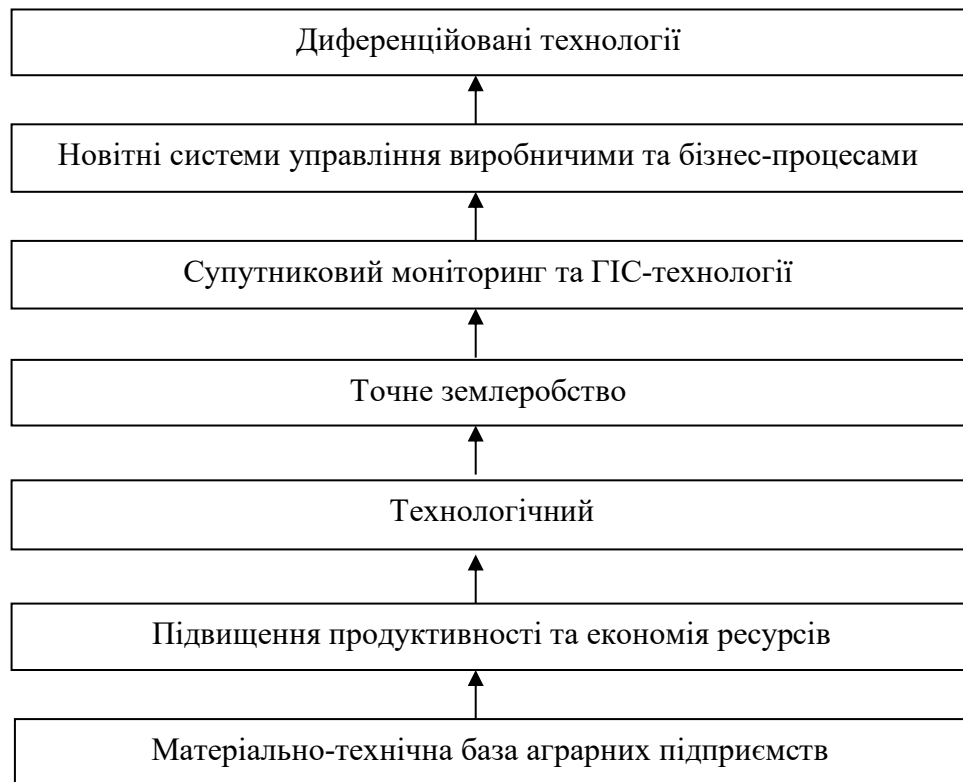 Диференційовані технології
Новітні системи управління виробничими та бізнес-процесами
Супутниковий моніторинг та ГІС-технології
Точне землеробство
Технологічний
Підвищення продуктивності та економія ресурсів
Матеріально-технічна база аграрних підприємств